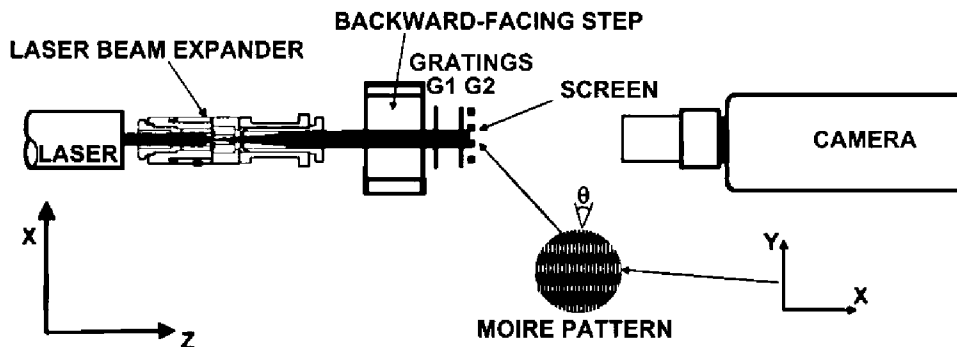 BACKWARD-FACING STEP
LASER BEAM EXPANDER
GRATINGS
G1 G2
SCREEN
LASER
CAMERA
θ
X
Z
Y
X
MOIRE PATTERN